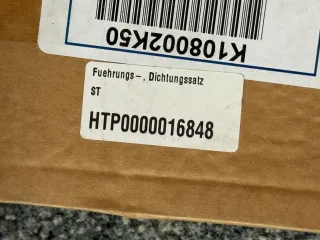 K108002K50
Fuehrungs-, Dichtungssatz
ST
HTP0000016848